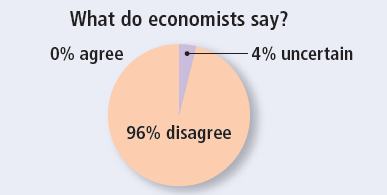 What do economists say?
0% agree
4% uncertain
96% disagree